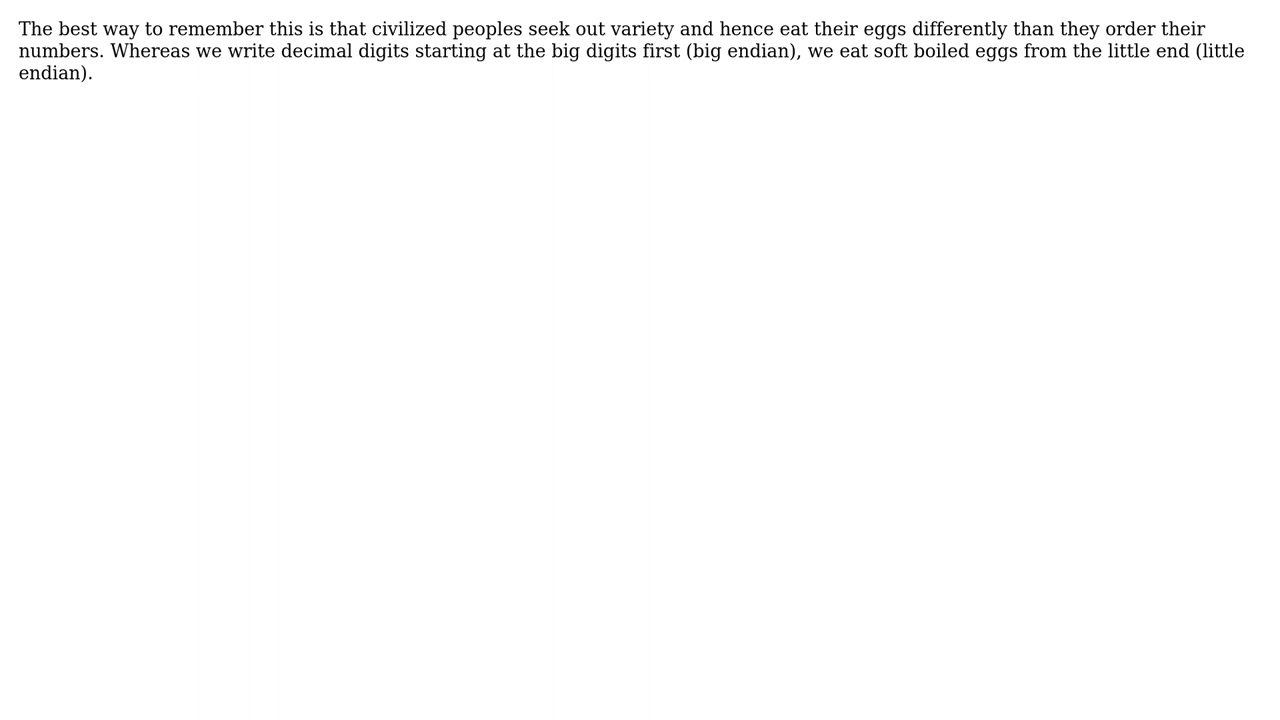 The best way to remember this is that civilized peoples seek out variety and hence eat their eggs differently than they order their
numbers. Whereas we write decimal digits starting at the big digits first (big endian), we eat soft boiled eggs from the little end (little
endian).